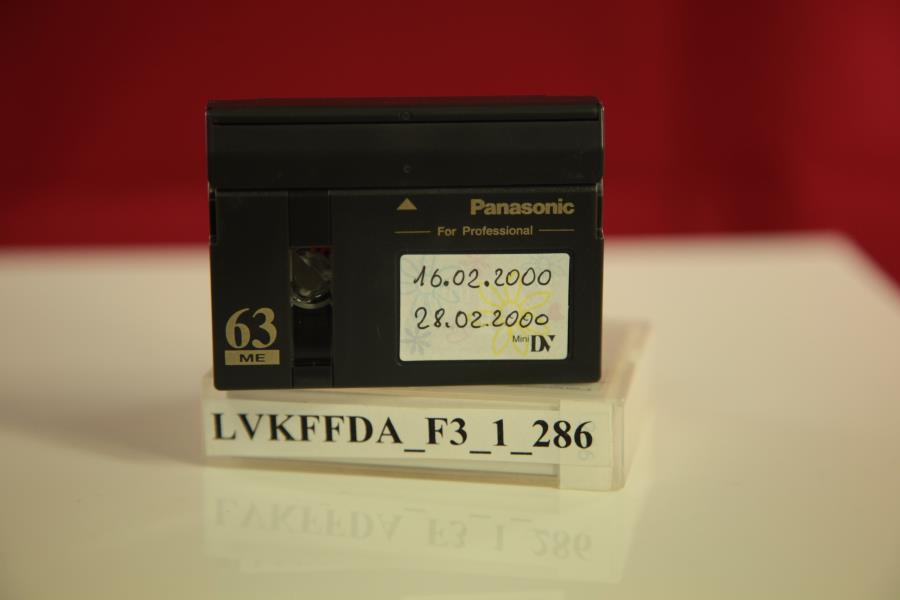 Panasonic
For Professional
16.02.2000
28.02.2000
Mini DV
63
ME
LVKFFDA_F3_1_286